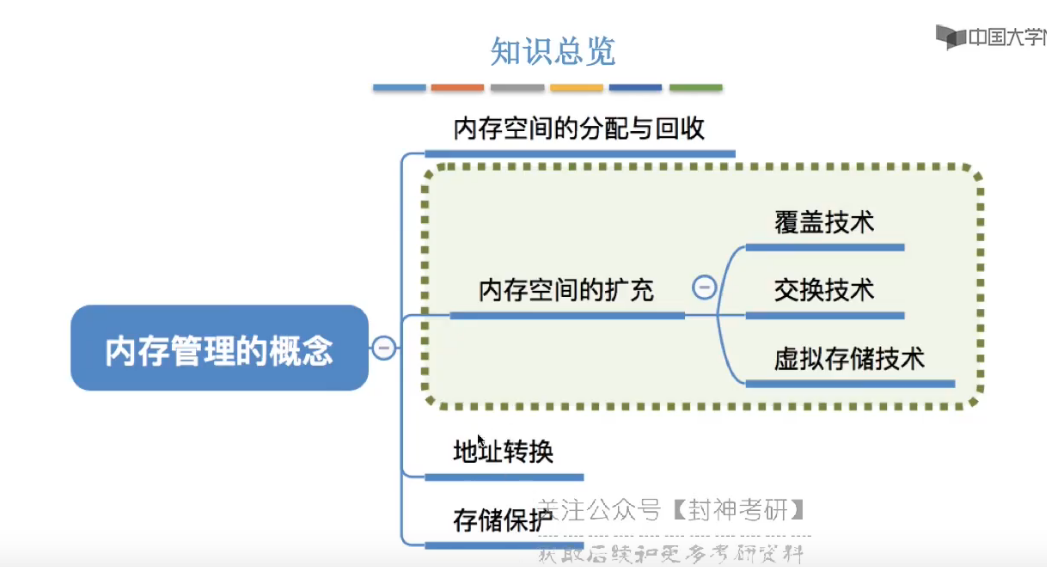 中国大学
知识总览
内存空间的分配与回收
覆盖技术
内存空间的扩充
交换技术
内存管理的概念
虚拟存储技术
地址转换
关注公众号【封神考研】
存储保护
获取后续和更多考研资料